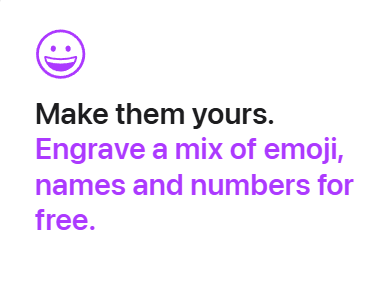 Make them yours.
Engrave a mix of emoji,
names and numbers for
free.